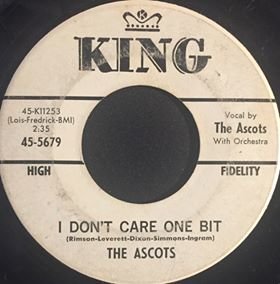 K
KING
45-K11253
(Lois-Fredrick-BMI)
2:35
45-5679
Vocal by
The Ascots
With Orchestra
HIGH
FIDELITY
I DON'T CARE ONE BIT
(Rimson-Leverett-Dixon-Simmons-Ingram)
THE ASCOTS